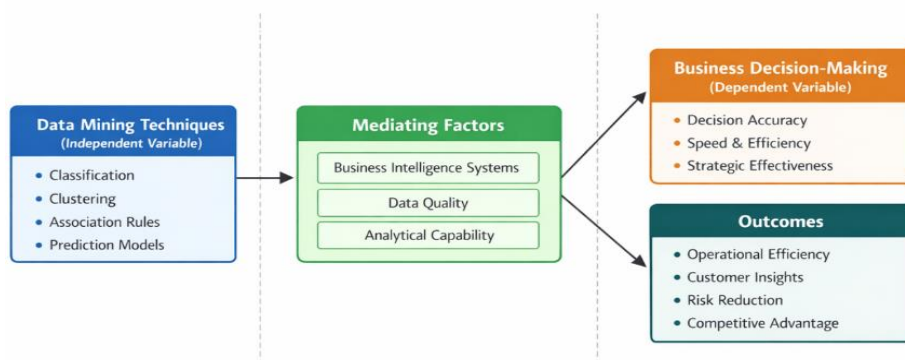 Data Mining Techniques
(Independent Variable)
• Classification
• Clustering
• Association Rules
• Prediction Models
Mediating Factors
Business Intelligence Systems
Data Quality
Analytical Capability
Business Decision-Making
(Dependent Variable)
• Decision Accuracy
• Speed & Efficiency
• Strategic Effectiveness
Outcomes
• Operational Efficiency
• Customer Insights
• Risk Reduction
• Competitive Advantage